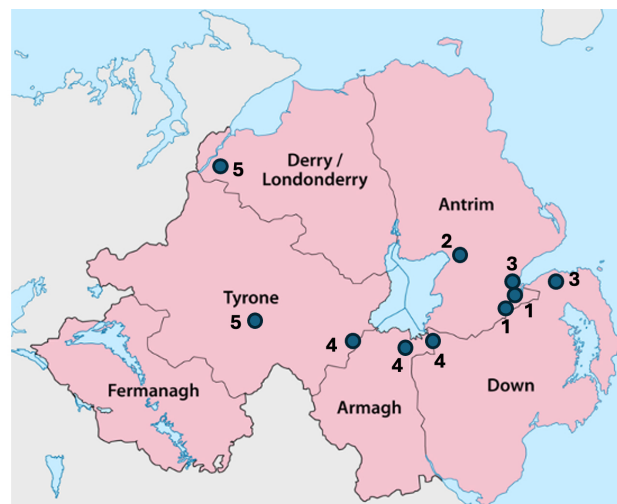 Derry /
Londonderry
5
Antrim
2
3
3
1
1
Tyrone
5
4
4
4
Fermanagh
Armagh
Down